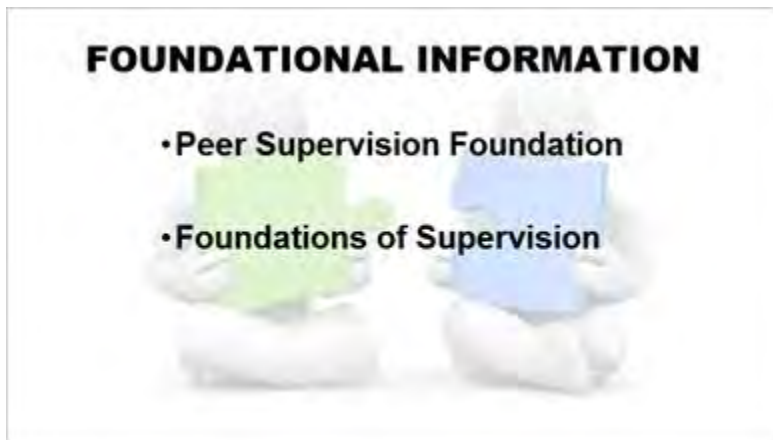 FOUNDATIONAL INFORMATION
•Peer Supervision Foundation
•Foundations of Supervision